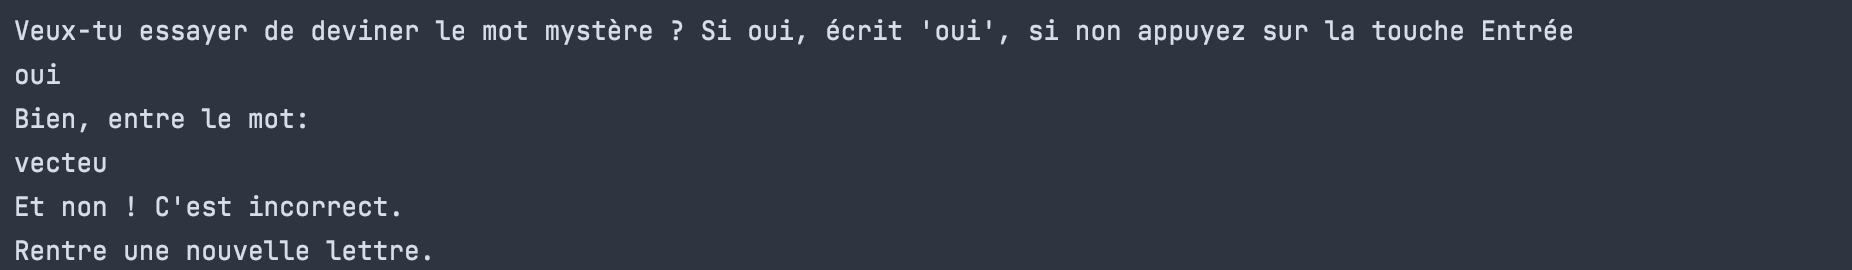 Veux-tu essayer de deviner le mot mystère ? Si oui, écrit 'oui', si non appuyez sur la touche Entrée
oui
Bien, entre le mot:
vecteu
Et non ! C'est incorrect.
Rentre une nouvelle lettre.